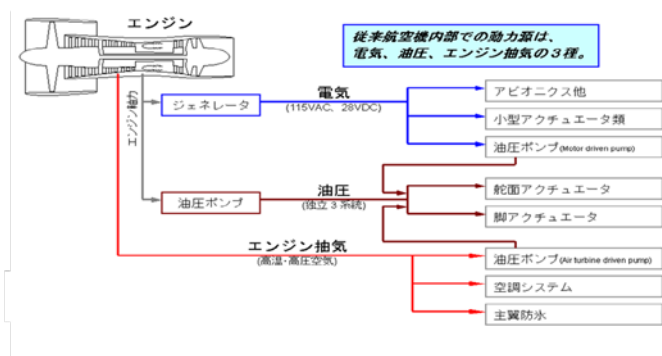 エンジン
従来航空機内部での動力源は、
電気、油圧、エンジン抽気の3種。
エンジン軸力
ジェネレータ
電気
(115VAC、28VDC)
アビオニクス他
小型アクチュエータ類
油圧ポンプ(Motor driven pump)
油圧ポンプ
油圧
(独立3系統)
舵面アクチュエータ
脚アクチュエータ
エンジン抽気
(高温・高圧空気)
油圧ポンプ(Air turbine driven pump)
空調システム
主翼防氷